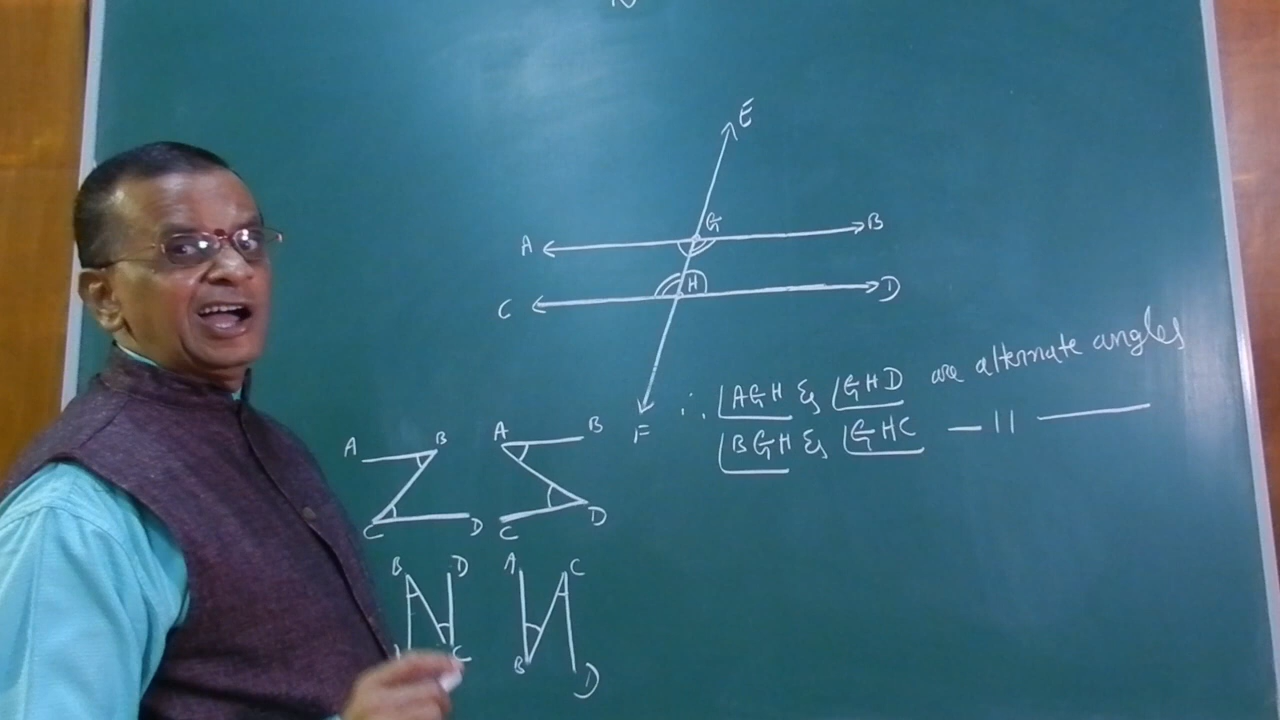 E
G
A B
H
C D
F
∴ ∠AGH & ∠GHD are alternate angles
∠BGH & ∠GHC — 11 —
A B A B
C D C D
B D A C
C B D